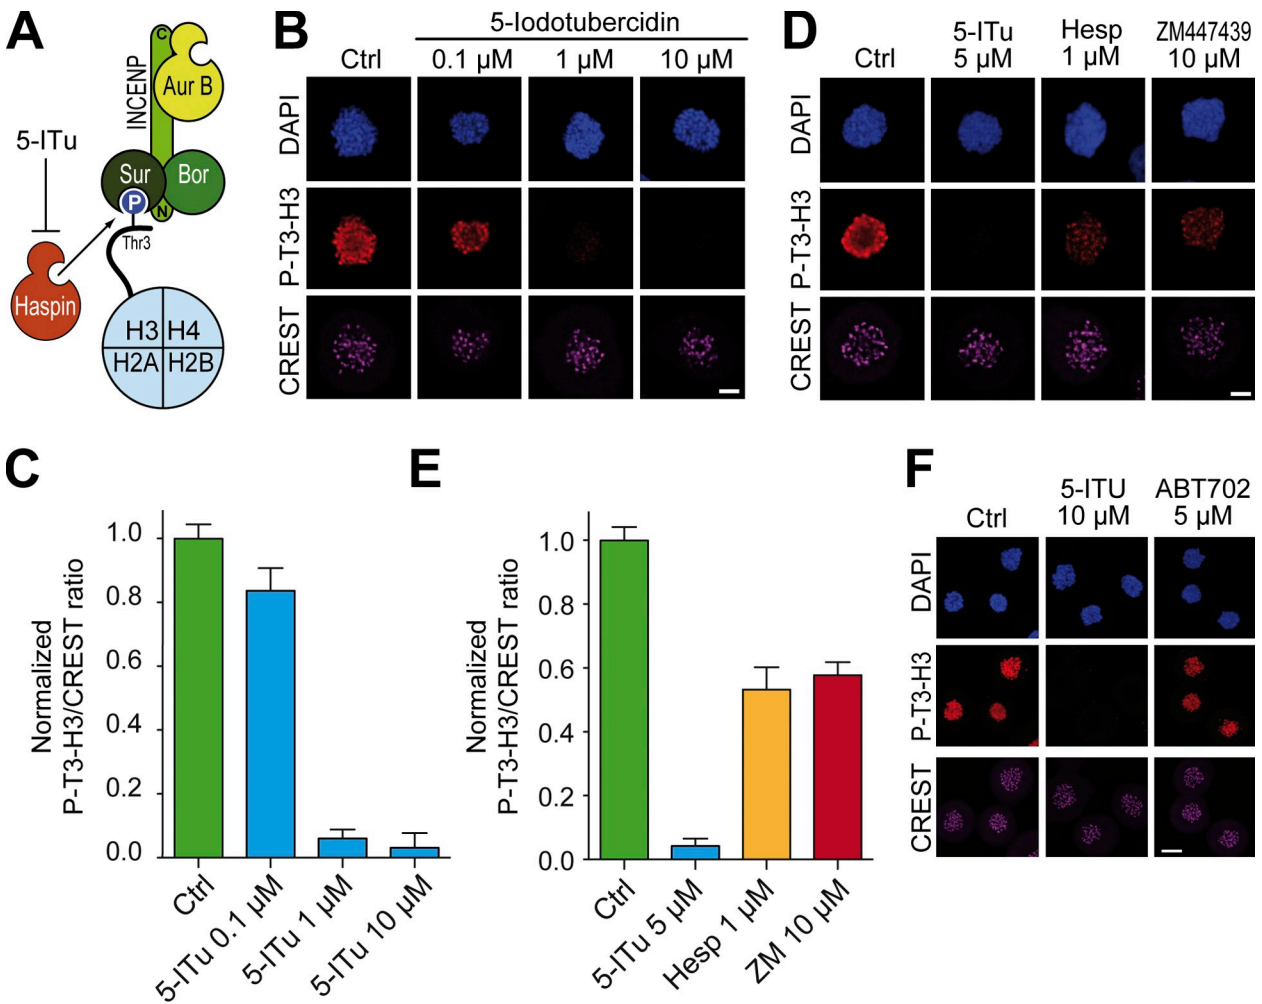 A
C
INCENP
Aur B
5-ITu
Sur
Bor
P
N
Thr3
Haspin
H3 H4
H2A H2B
B
5-Iodotubercidin
Ctrl 0.1 µM 1 µM 10 µM
DAPI
P-T3-H3
CREST
D
Ctrl
5-ITu
5 µM
Hesp
1 µM
ZM447439
10 µM
DAPI
P-T3-H3
CREST
C
Normalized
P-T3-H3/CREST ratio
1.0
0.8
0.6
0.4
0.2
0.0
Ctrl
5-ITu 0.1 µM
5-ITu 1 µM
5-ITu 10 µM
E
Normalized
P-T3-H3/CREST ratio
1.0
0.8
0.6
0.4
0.2
0.0
Ctrl
5-ITu 5 µM
Hesp 1 µM
ZM 10 µM
F
Ctrl
5-ITU
10 µM
ABT702
5 µM
DAPI
P-T3-H3
CREST